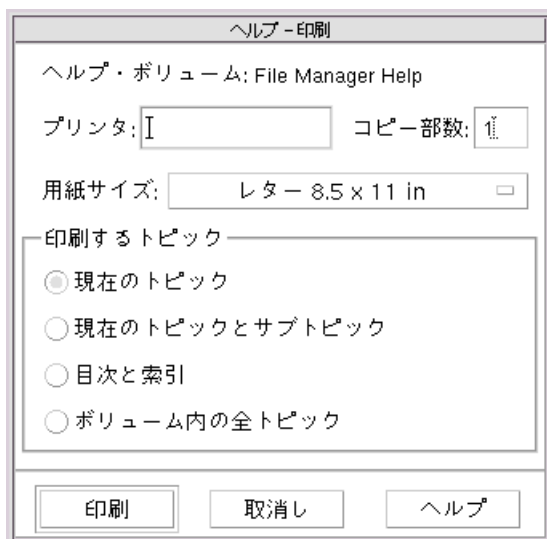 ヘルプ – 印刷
ヘルプ・ボリューム: File Manager Help
プリンタ: コピー部数: 1
用紙サイズ: レター 8.5 x 11 in
印刷するトピック
現在のトピック
現在のトピックとサブトピック
目次と索引
ボリューム内の全トピック
印刷 取消し ヘルプ